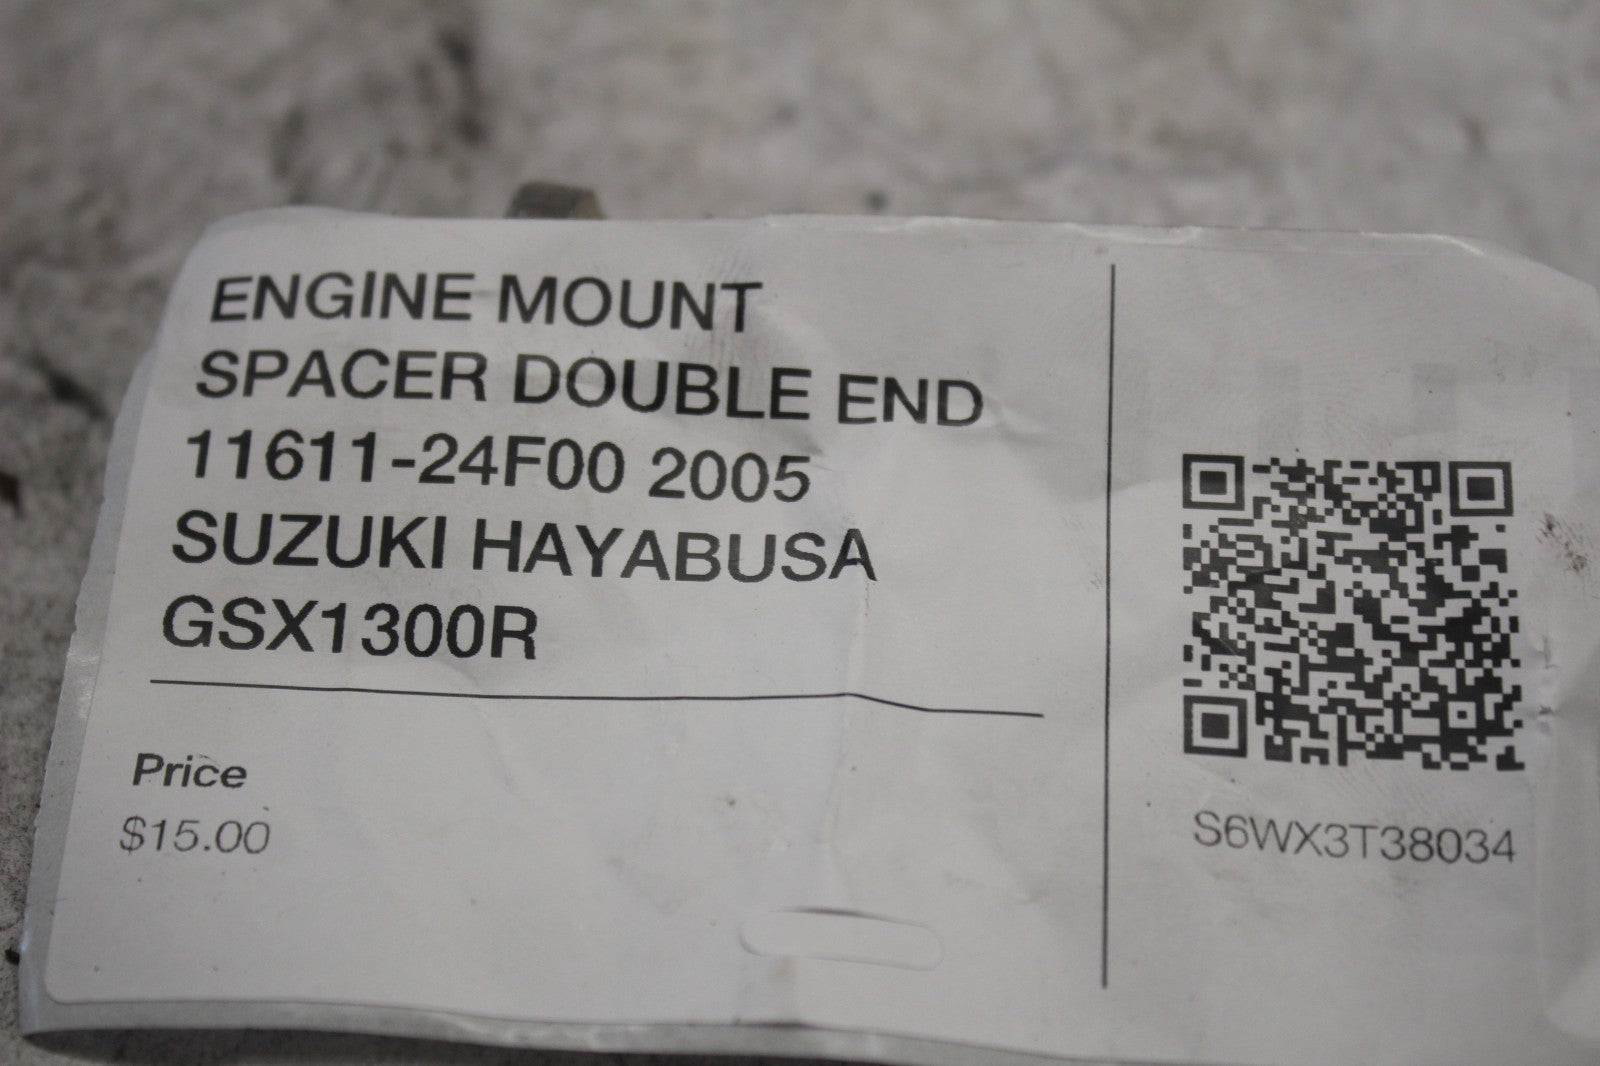 ENGINE MOUNT
SPACER DOUBLE END
11611-24F00 2005
SUZUKI HAYABUSA
GSX1300R
Price
$15.00
S6WX3T38034